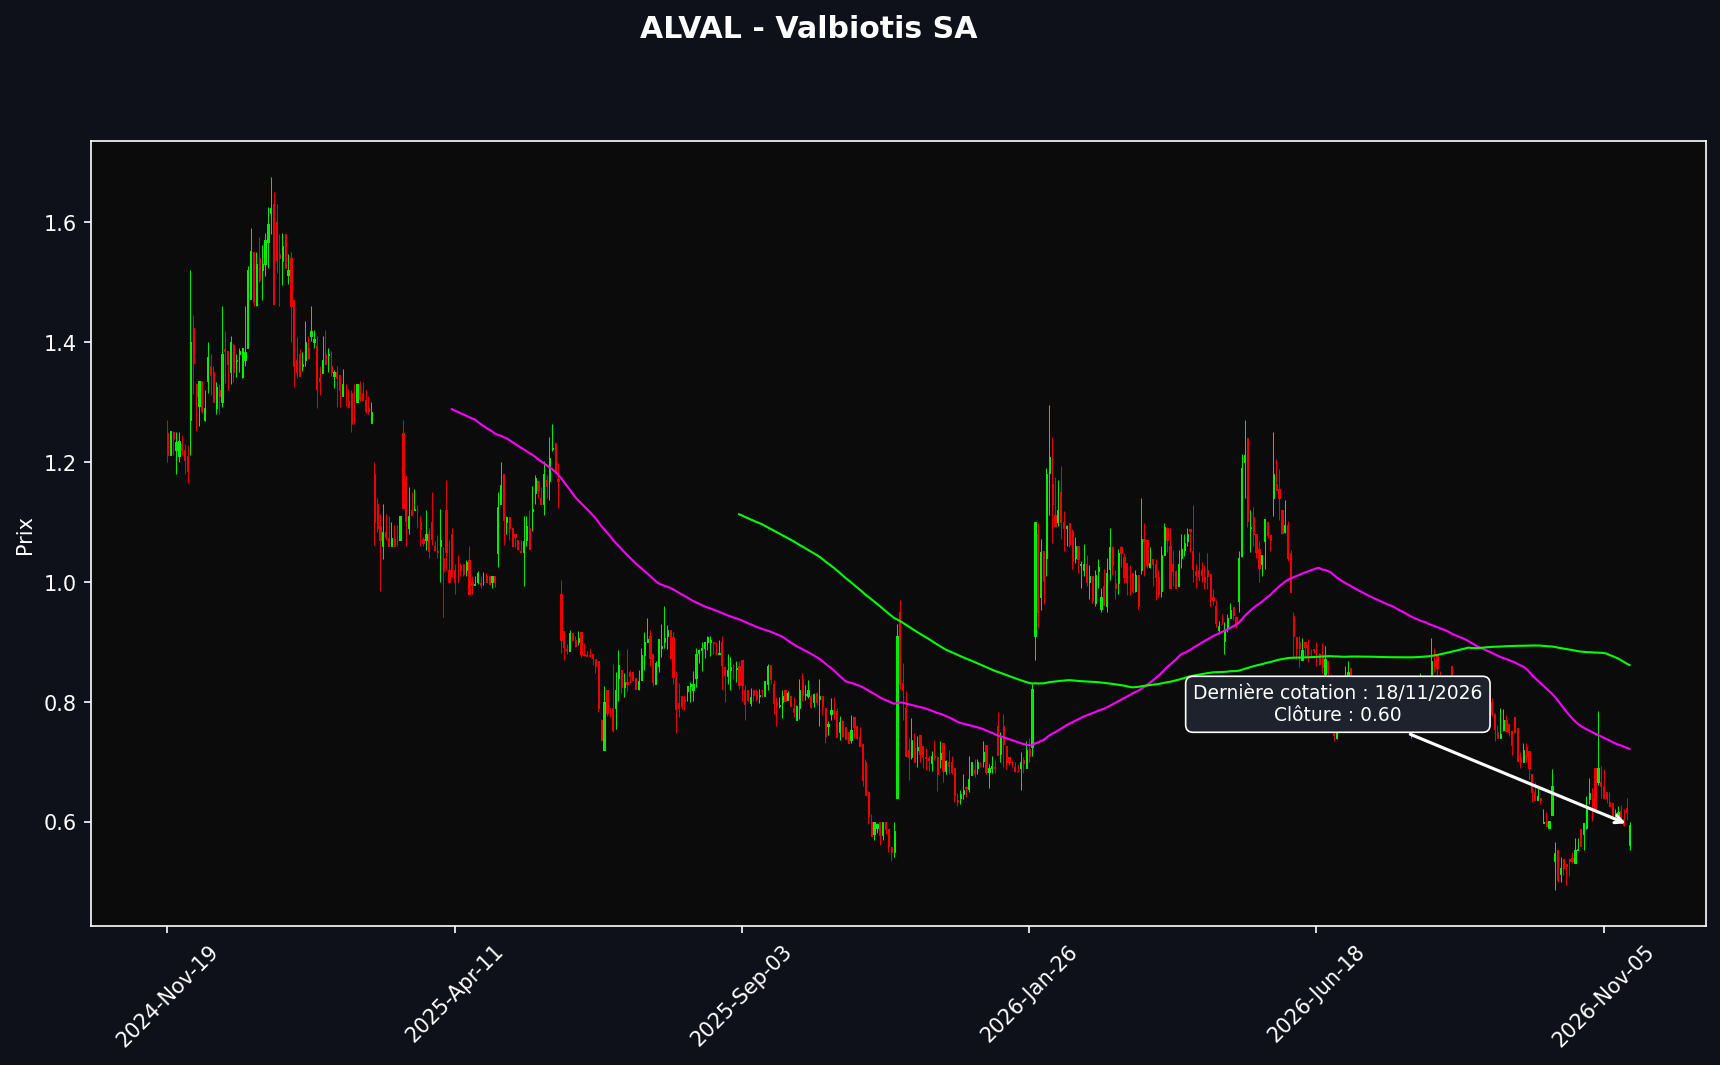 ALVAL - Valbiotis SA
Prix
1.6
1.4
1.2
1.0
0.8
0.6
Dernière cotation : 18/11/2026
Clôture : 0.60
2024-Nov-19
2025-Apr-11
2025-Sep-03
2026-Jan-26
2026-Jun-18
2026-Nov-05